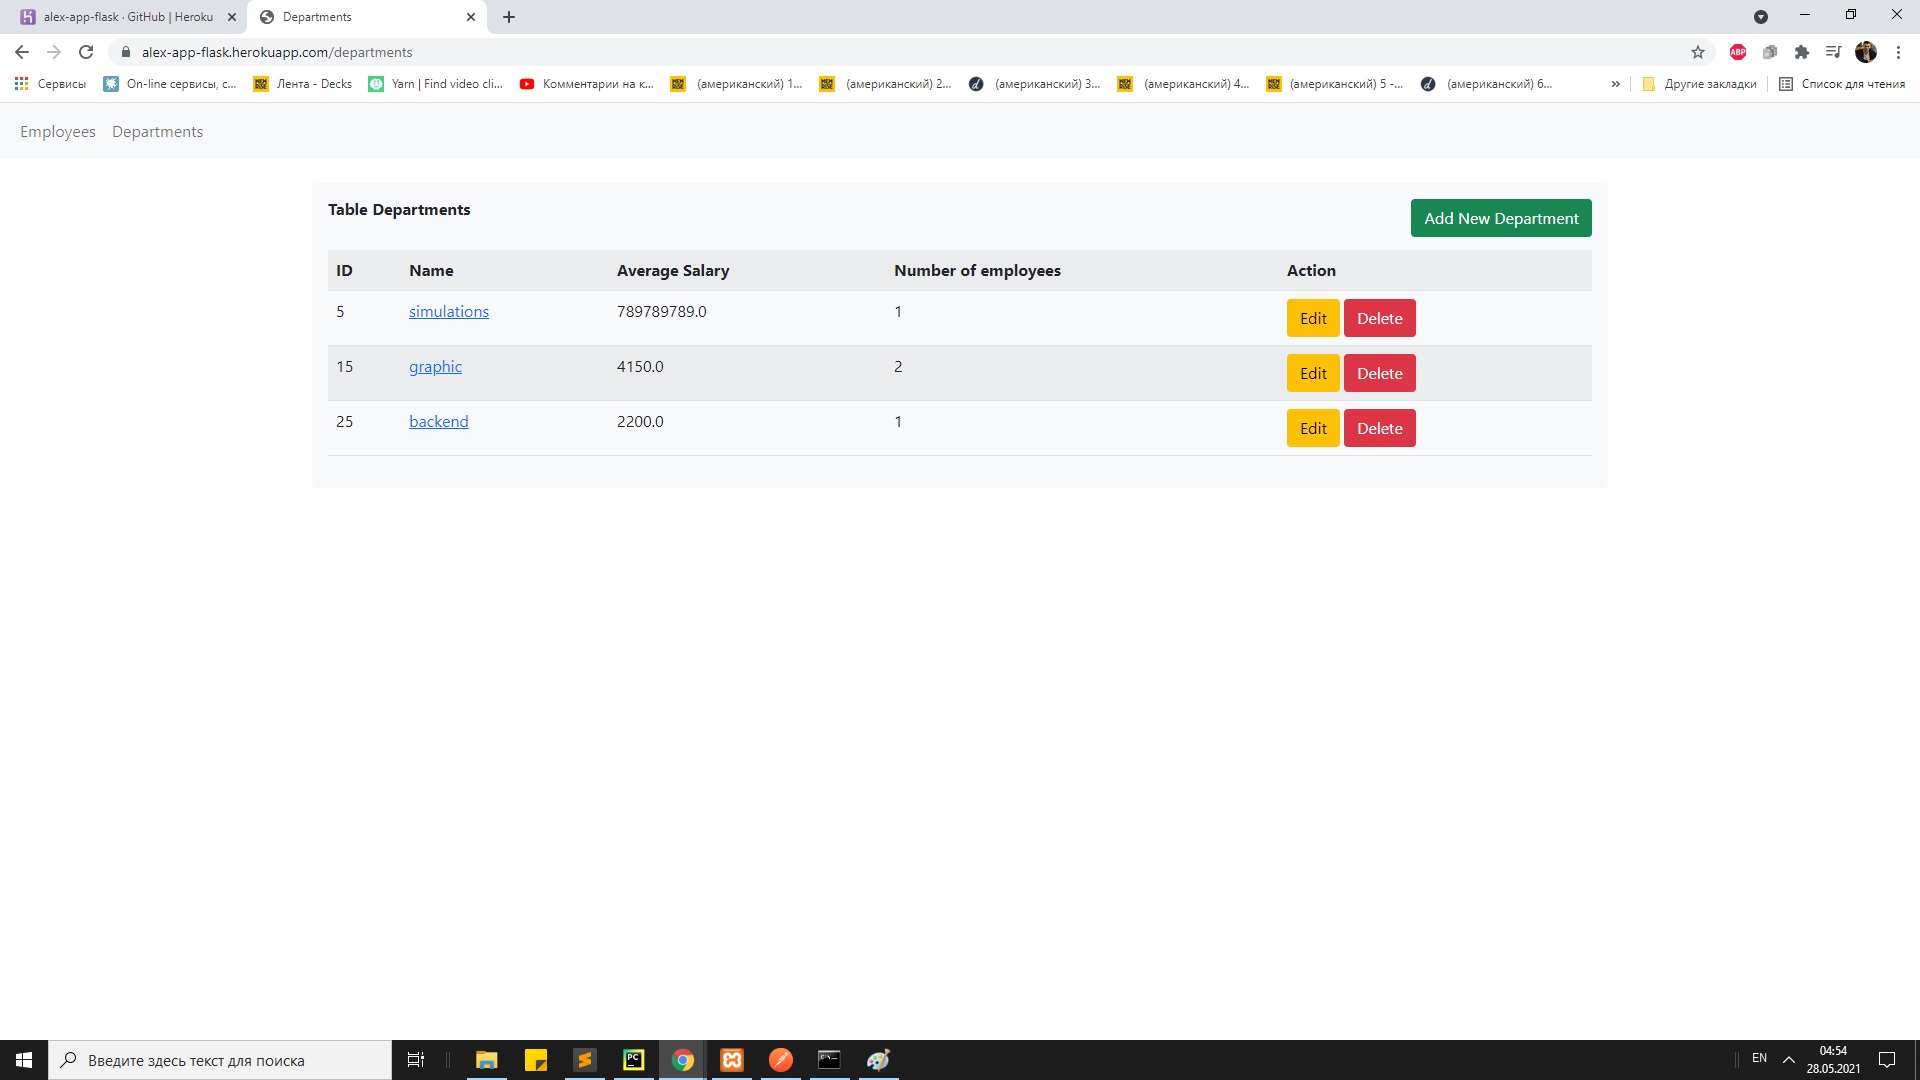 alex-app-flask · GitHub | Heroku
Departments
alex-app-flask.herokuapp.com/departments
ABP
Сервисы
On-line сервисы, с...
Лента - Decks
Yarn | Find video cli...
Комментарии на к...
(американский) 1...
(американский) 2...
(американский) 3...
(американский) 4...
(американский) 5 -...
(американский) 6...
»
Другие закладки
Список для чтения
Employees Departments
Table Departments
Add New Department
ID Name Average Salary Number of employees Action
5 simulations 789789789.0 1 Edit Delete
15 graphic 4150.0 2 Edit Delete
25 backend 2200.0 1 Edit Delete
Введите здесь текст для поиска
PC
EN
04:54
28.05.2021